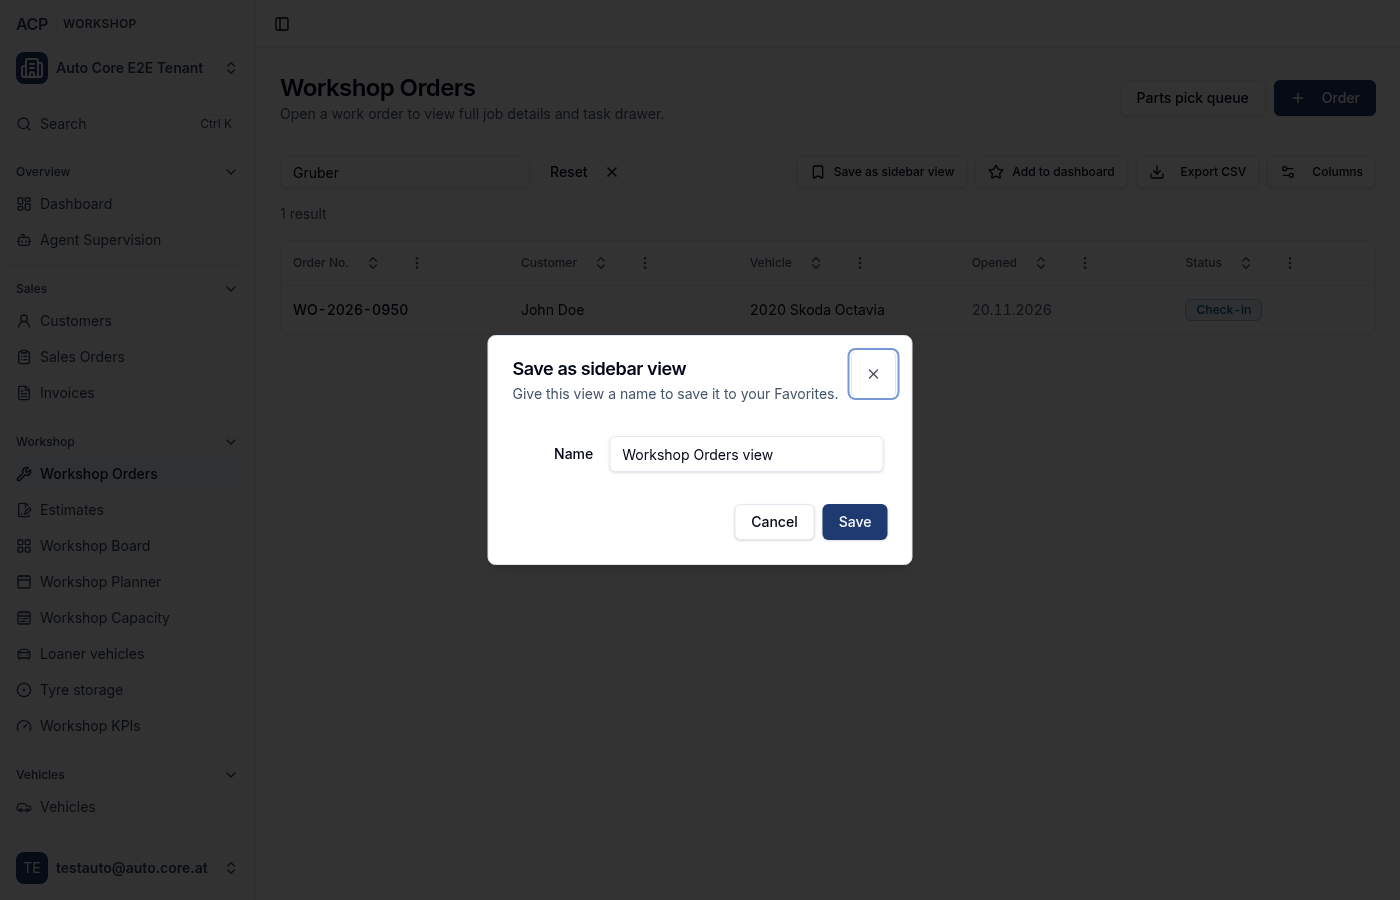 ACP WORKSHOP
Auto Core E2E Tenant
Search Ctrl K
Overview
Dashboard
Agent Supervision
Sales
Customers
Sales Orders
Invoices
Workshop
Workshop Orders
Estimates
Workshop Board
Workshop Planner
Workshop Capacity
Loaner vehicles
Tyre storage
Workshop KPIs
Vehicles
Vehicles
TE testauto@auto.core.at
Workshop Orders
Open a work order to view full job details and task drawer.
Parts pick queue Order
Gruber Reset Save as sidebar view Add to dashboard Export CSV Columns
1 result
Order No. Customer Vehicle Opened Status
WO-2026-0950 John Doe 2020 Skoda Octavia 20.11.2026 Check-in
Save as sidebar view
Give this view a name to save it to your Favorites.
Name Workshop Orders view
Cancel Save